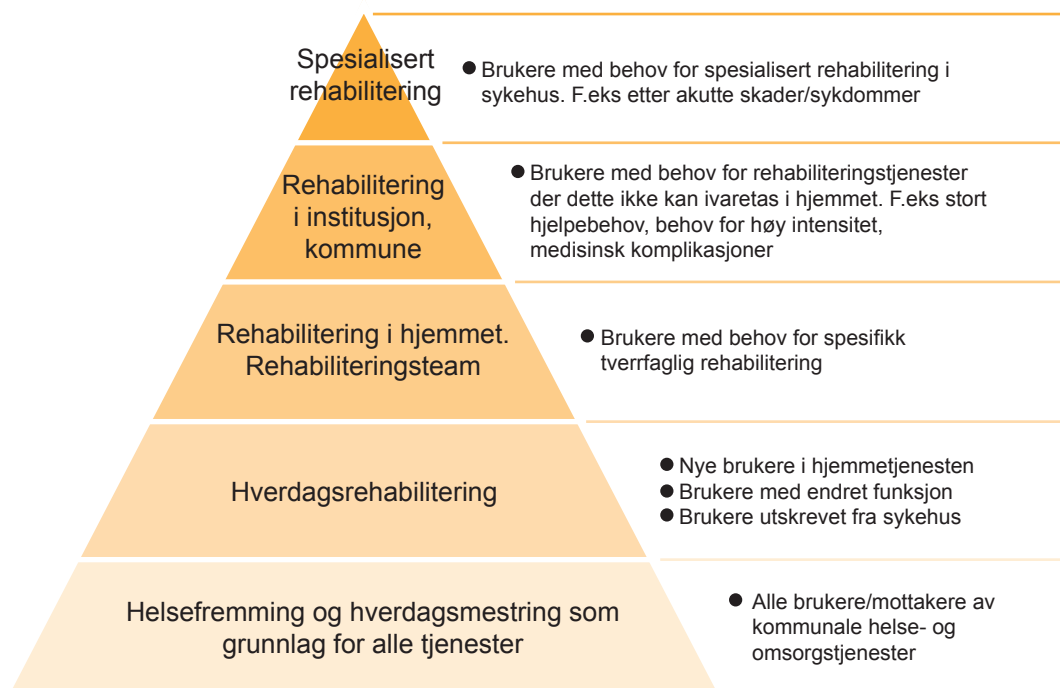 Spesialisert
rehabilitering
● Brukere med behov for spesialisert rehabilitering i
sykehus. F.eks etter akutte skader/sykdommer
Rehabilitering
i institusjon,
kommune
● Brukere med behov for rehabiliteringstjenester
der dette ikke kan ivaretas i hjemmet. F.eks stort
hjelpebehov, behov for høy intensitet,
medisinsk komplikasjoner
Rehabilitering i hjemmet.
Rehabiliteringsteam
● Brukere med behov for spesifikk
tverrfaglig rehabilitering
Hverdagsrehabilitering
● Nye brukere i hjemmetjenesten
● Brukere med endret funksjon
● Brukere utskrevet fra sykehus
Helsefremming og hverdagsmestring som
grunnlag for alle tjenester
● Alle brukere/mottakere av
kommunale helse- og
omsorgstjenester